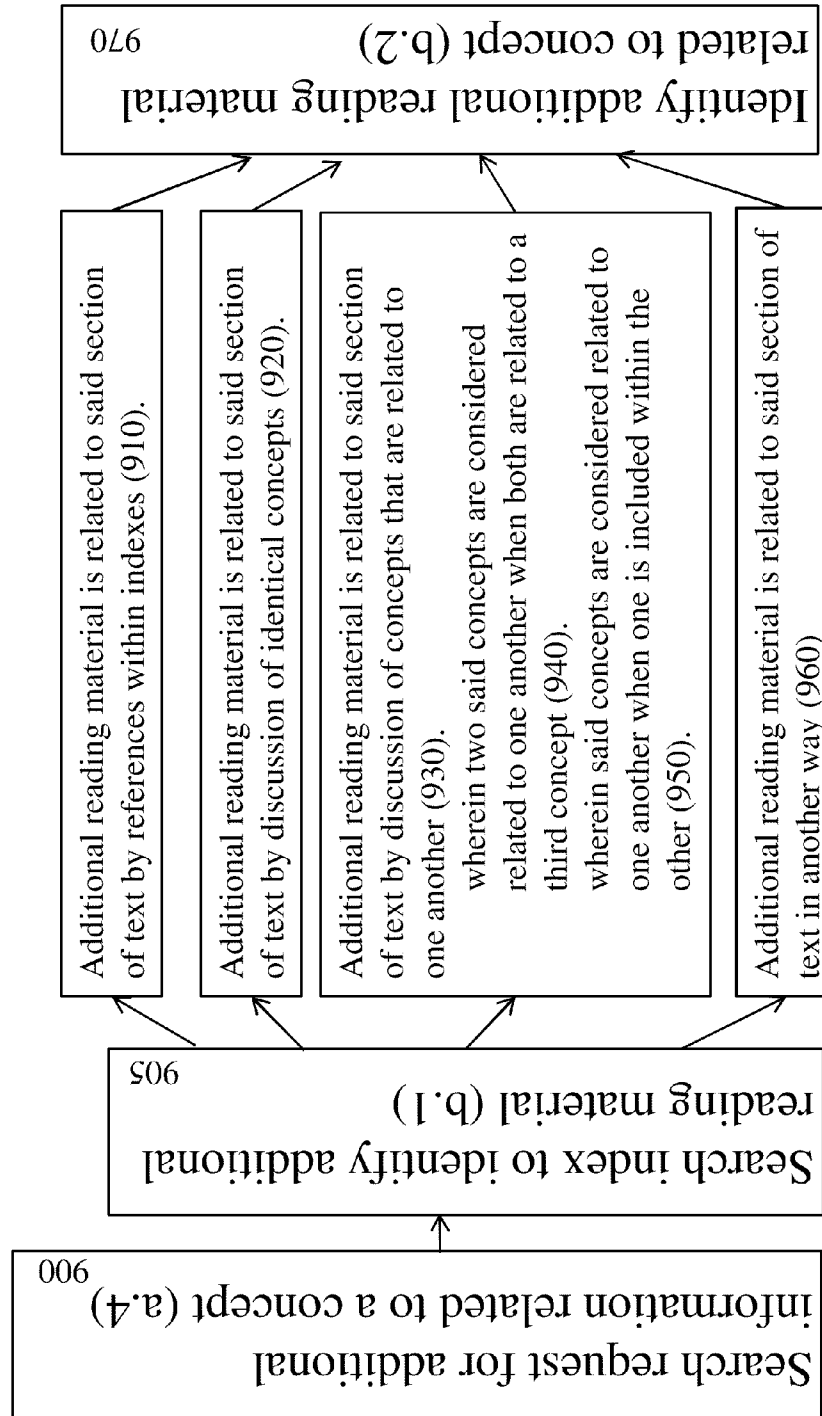 900
Search request for additional
information related to a concept (a.4)
905
Search index to identify additional
reading material (b.1)
Additional reading material is related to said section
of text by references within indexes (910).
Additional reading material is related to said section
of text by discussion of identical concepts (920).
Additional reading material is related to said section
of text by discussion of concepts that are related to
one another (930).
wherein two said concepts are considered
related to one another when both are related to a
third concept (940).
wherein said concepts are considered related to
one another when one is included within the
other (950).
Additional reading material is related to said section of
text in another way (960)
970
Identify additional reading material
related to concept (b.2)